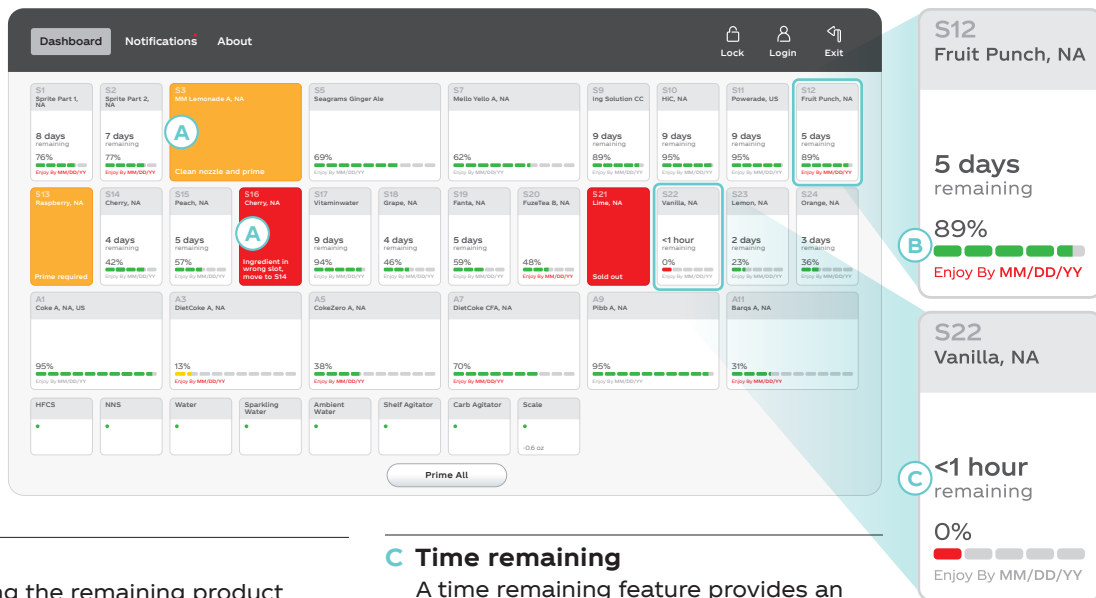 Dashboard Notifications About
Lock Login Exit
S1
Sprite Part 1,
NA
8 days
remaining
76%
Enjoy By MM/DD/YY
S2
Sprite Part 2,
NA
7 days
remaining
77%
Enjoy By MM/DD/YY
S3
MM Lemonade A, NA
A
Clean nozzle and prime
S5
Seagrams Ginger Ale
69%
Enjoy By MM/DD/YY
S7
Mello Yello A, NA
62%
Enjoy By MM/DD/YY
S9
ing Solution CC
9 days
remaining
89%
Enjoy By MM/DD/YY
S10
HIC, NA
9 days
remaining
95%
Enjoy By MM/DD/YY
S11
Powerade, US
9 days
remaining
95%
Enjoy By MM/DD/YY
S12
Fruit Punch, NA
5 days
remaining
89%
Enjoy By MM/DD/YY
S13
Raspberry, NA
Prime required
S14
Cherry, NA
4 days
remaining
42%
Enjoy By MM/DD/YY
S15
Peach, NA
5 days
remaining
57%
Enjoy By MM/DD/YY
S16
Cherry, NA
A
Ingredient in
wrong slot,
move to S14
S17
Vitaminwater
9 days
remaining
94%
Enjoy By MM/DD/YY
S18
Grape, NA
4 days
remaining
46%
Enjoy By MM/DD/YY
S19
Fanta, NA
5 days
remaining
59%
Enjoy By MM/DD/YY
S20
FuzeTea B, NA
48%
Enjoy By MM/DD/YY
S21
Lime, NA
Sold out
S22
Vanilla, NA
<1 hour
remaining
0%
Enjoy By MM/DD/YY
S23
Lemon, NA
2 days
remaining
23%
Enjoy By MM/DD/YY
S24
Orange, NA
3 days
remaining
36%
Enjoy By MM/DD/YY
A1
Coke A, NA, US
95%
Enjoy By MM/DD/YY
A3
DietCoke A, NA
13%
Enjoy By MM/DD/YY
A5
CokeZero A, NA
38%
Enjoy By MM/DD/YY
A7
DietCoke CFA, NA
70%
Enjoy By MM/DD/YY
A9
Pibb A, NA
95%
Enjoy By MM/DD/YY
A11
Barqs A, NA
31%
Enjoy By MM/DD/YY
HFCS
NNS
Water
Sparkling
Water
Ambient
Water
Shelf Agitator
Carb Agitator
Scale
-0.6 oz
Prime All
S12
Fruit Punch, NA
5 days
remaining
89%
B
Enjoy By MM/DD/YY
S22
Vanilla, NA
C
<1 hour
remaining
0%
Enjoy By MM/DD/YY
ng the remaining product
C Time remaining
A time remaining feature provides an